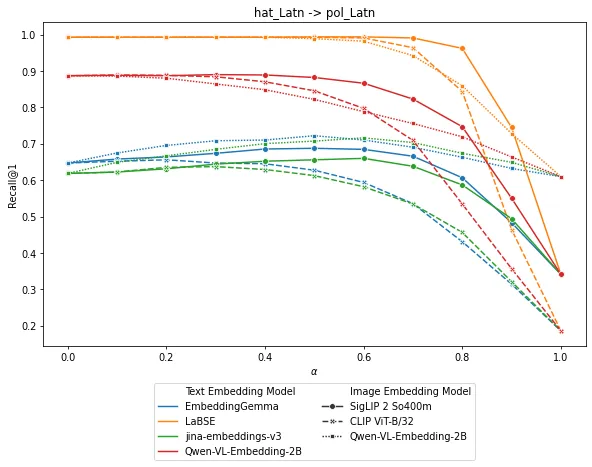 hat_Latn -> pol_Latn
Recall@1
1.0
0.9
0.8
0.7
0.6
0.5
0.4
0.3
0.2
0.0 0.2 0.4 0.6 0.8 1.0
α
Text Embedding Model
EmbeddingGemma
LaBSE
jina-embeddings-v3
Qwen-VL-Embedding-2B
Image Embedding Model
SigLIP 2 So400m
CLIP ViT-B/32
Qwen-VL-Embedding-2B